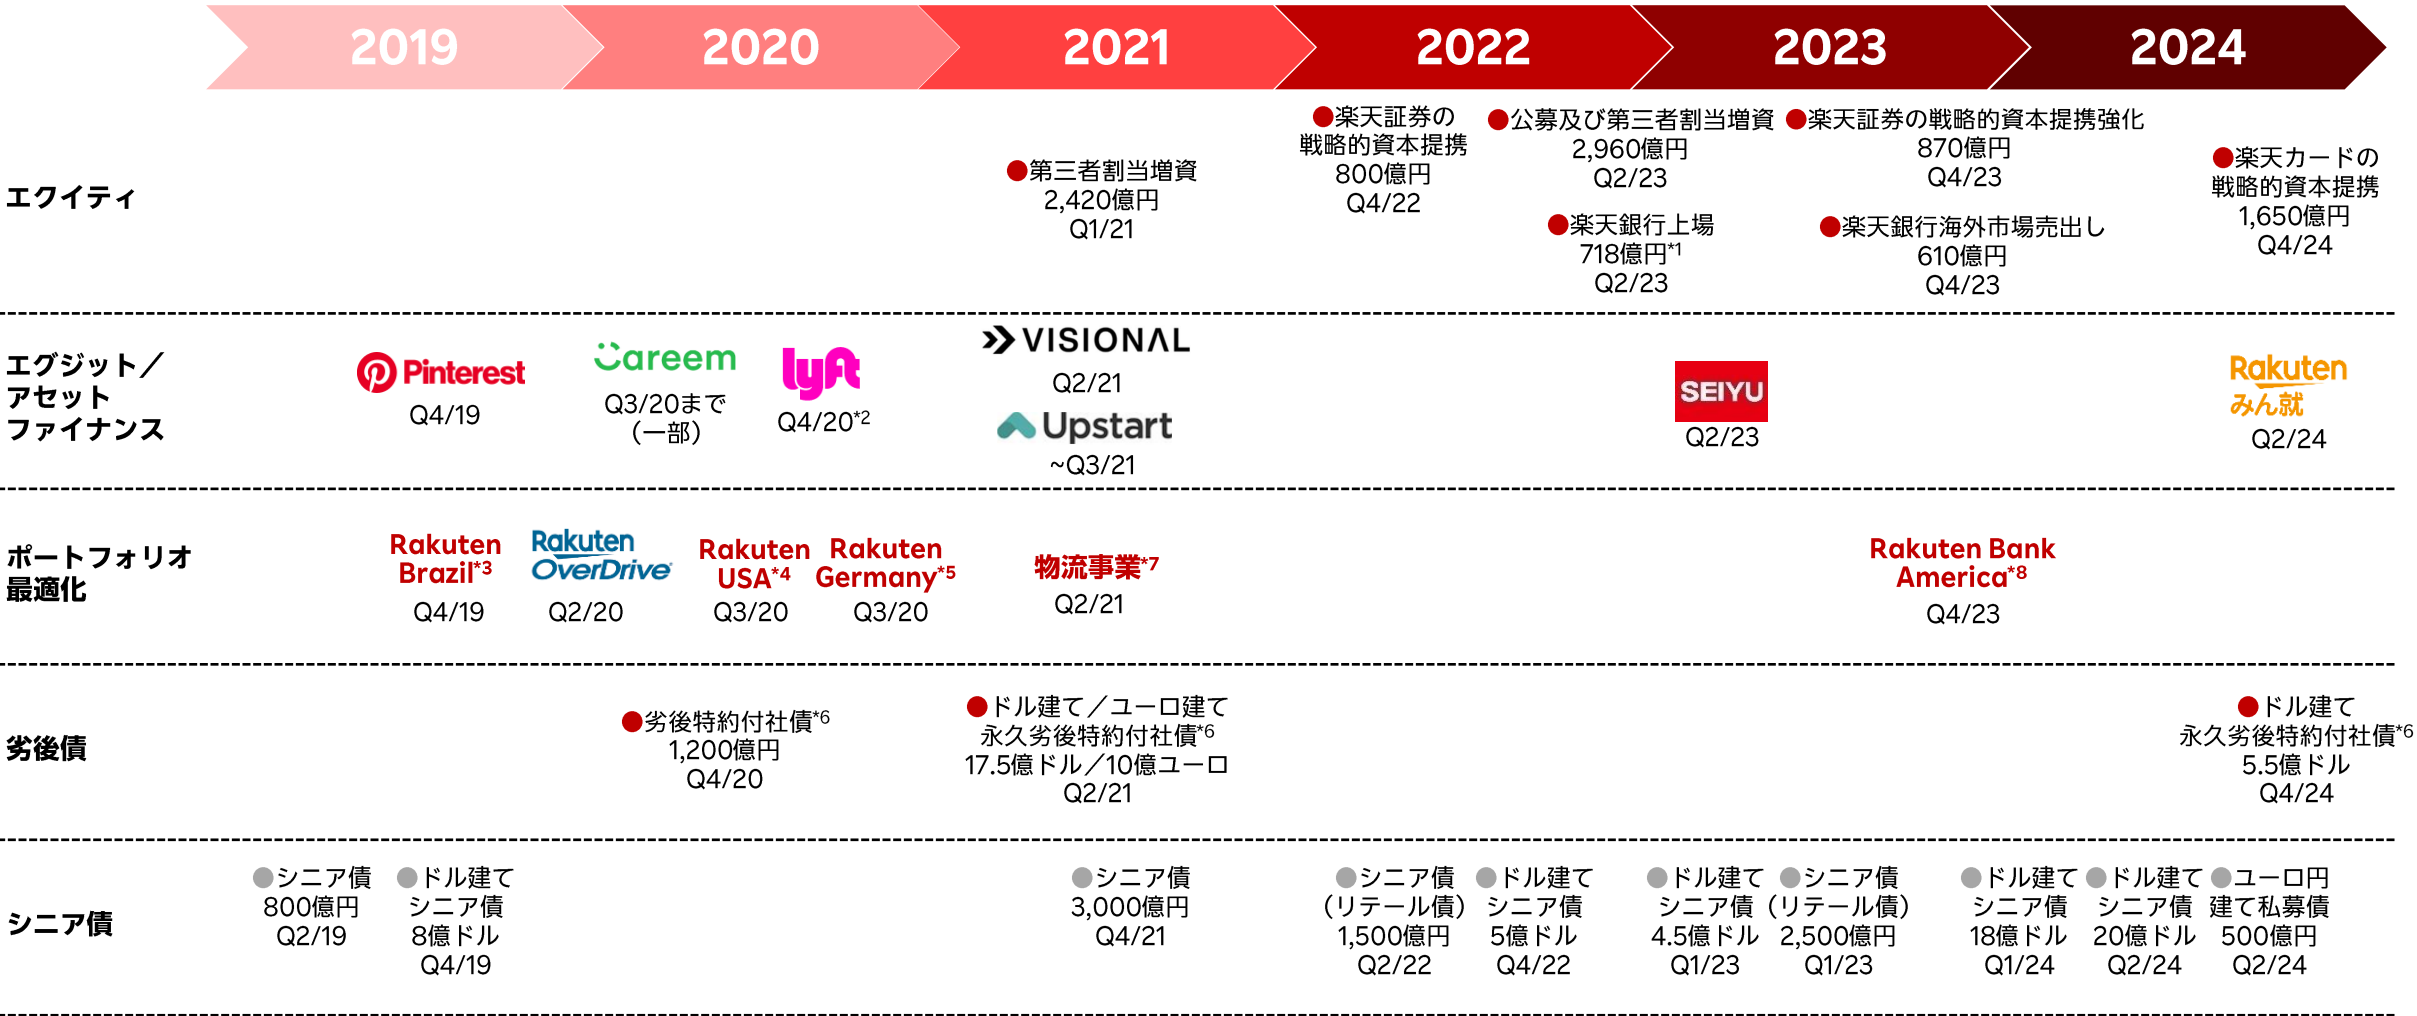 2019
2020
2021
2022
2023
2024
エクイティ
●第三者割当増資
2,420億円
Q1/21
●楽天証券の
戦略的資本提携
800億円
Q4/22
●公募及び第三者割当増資
2,960億円
Q2/23
●楽天銀行上場
718億円*1
Q2/23
●楽天証券の戦略的資本提携強化
870億円
Q4/23
●楽天銀行海外市場売出し
610億円
Q4/23
●楽天カードの
戦略的資本提携
1,650億円
Q4/24
エグジット／
アセット
ファイナンス
Pinterest
Q4/19
Careem
Q3/20まで
（一部）
lyft
Q4/20*2
VISIONAL
Q2/21
Upstart
~Q3/21
SEIYU
Q2/23
Rakuten
みん就
Q2/24
ポートフォリオ
最適化
Rakuten
Brazil*3
Q4/19
Rakuten
OverDrive
Q2/20
Rakuten
USA*4
Q3/20
Rakuten
Germany*5
Q3/20
物流事業*7
Q2/21
Rakuten Bank
America*8
Q4/23
劣後債
●劣後特約付社債*6
1,200億円
Q4/20
●ドル建て／ユーロ建て
永久劣後特約付社債*6
17.5億ドル／10億ユーロ
Q2/21
●ドル建て
永久劣後特約付社債*6
5.5億ドル
Q4/24
シニア債
●シニア債
800億円
Q2/19
●ドル建て
シニア債
8億ドル
Q4/19
●シニア債
3,000億円
Q4/21
●シニア債
（リテール債）
1,500億円
Q2/22
●ドル建て
シニア債
5億ドル
Q4/22
●ドル建て
シニア債
4.5億ドル
Q1/23
●シニア債
（リテール債）
2,500億円
Q1/23
●ドル建て
シニア債
18億ドル
Q1/24
●ドル建て
シニア債
20億ドル
Q2/24
●ユーロ円
建て私募債
500億円
Q2/24